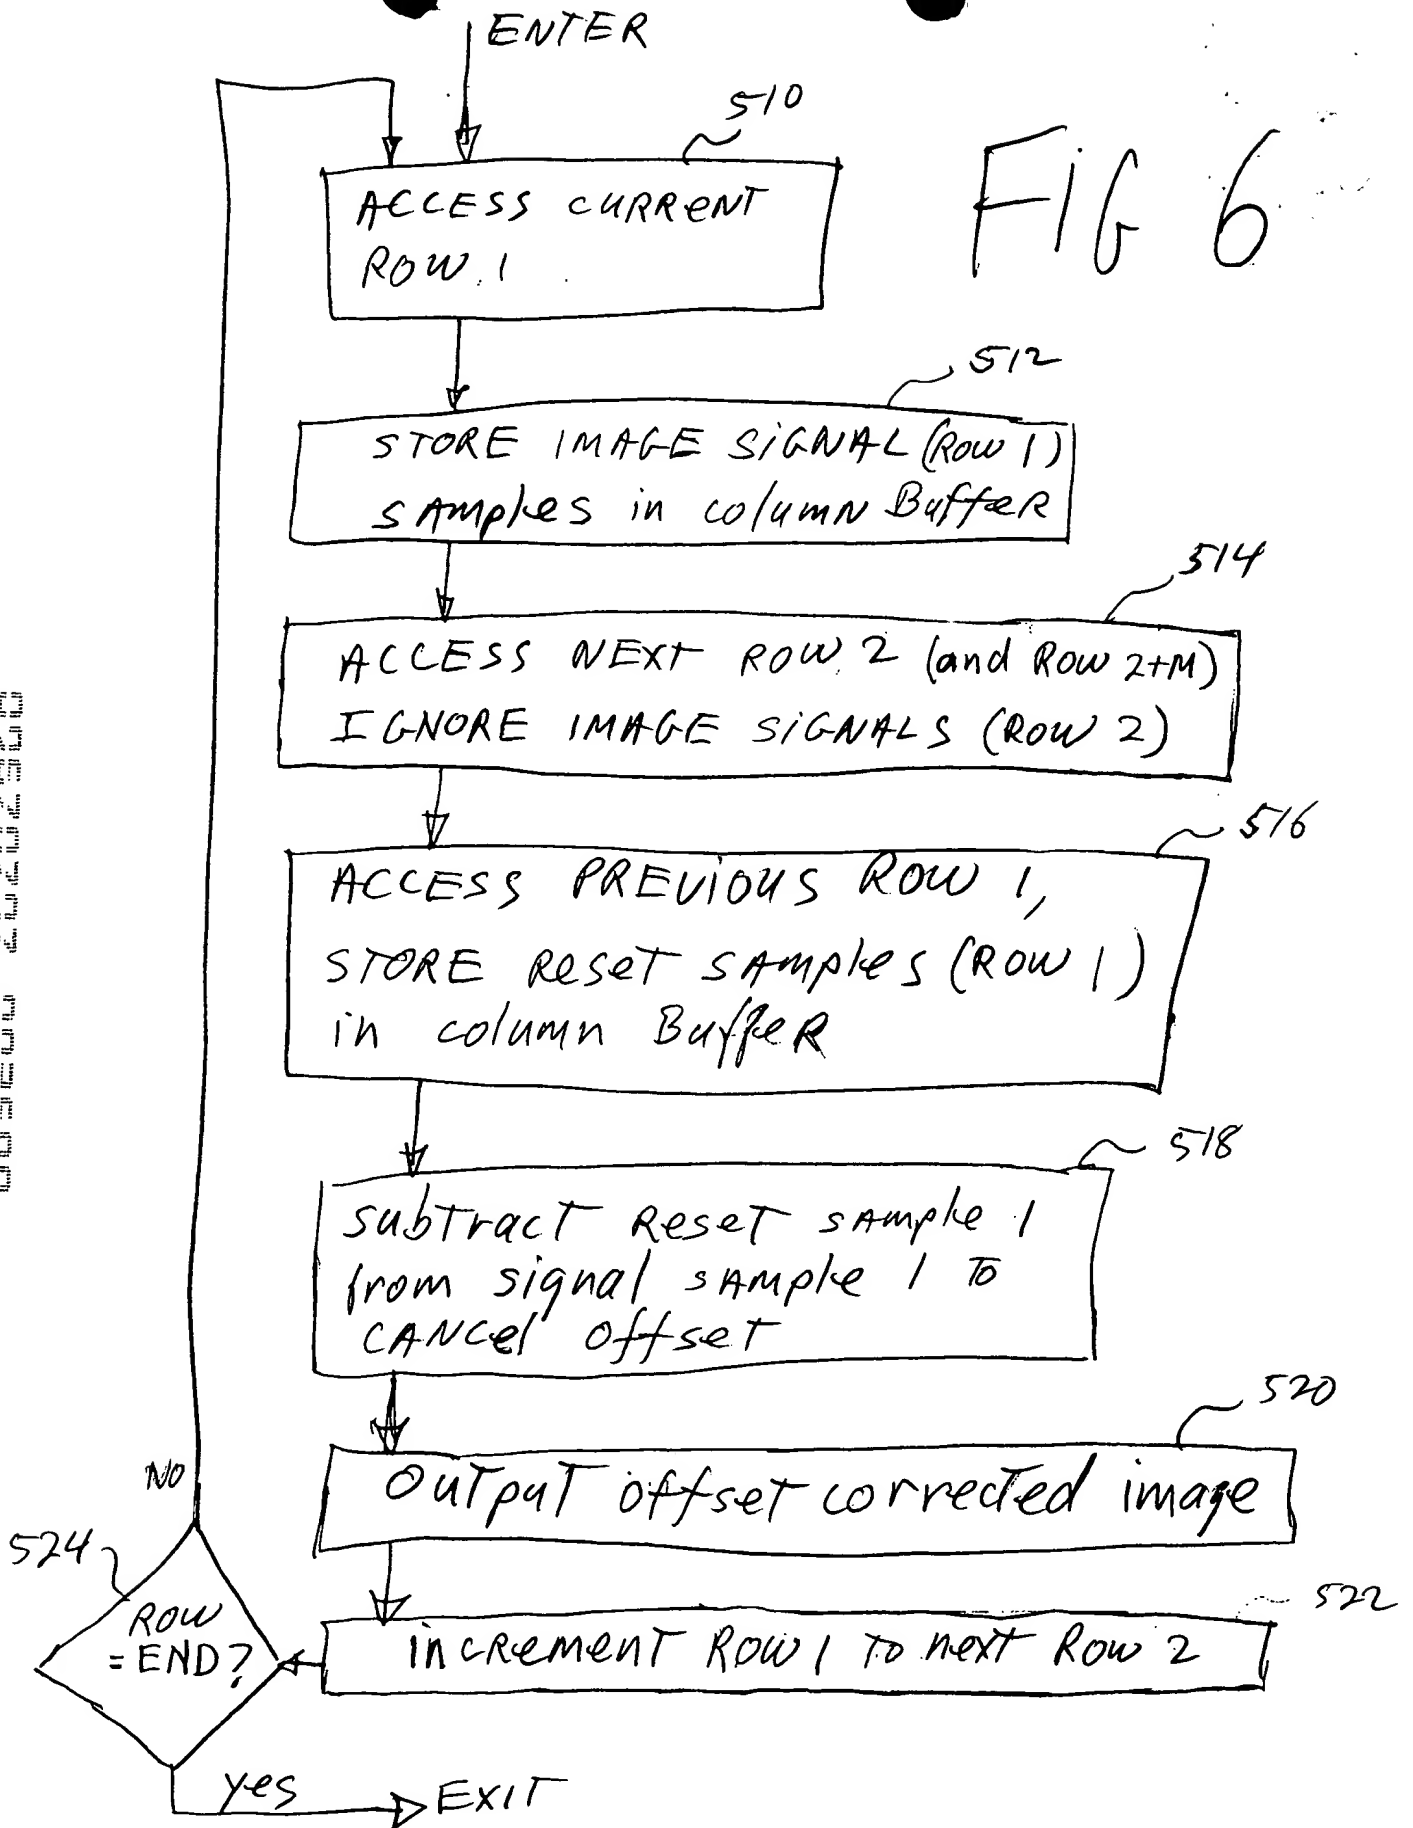 ENTER
510
FIG 6
ACCESS CURRENT
ROW 1
512
STORE IMAGE SIGNAL (ROW 1)
SAMples in column BuffeR
514
ACCESS NEXT ROW 2 (and ROW 2+M)
IGNORE IMAGE SIGNALS (ROW 2)
516
ACCESS PREVIOUS ROW 1,
STORE ReseT SAMples (ROW 1)
in column BuffeR
518
SubTracT ReseT sAmple 1
from signal sAmple 1 To
CANCel offseT
520
OuTpuT offseT correcTed image
NO
524
ROW
= END?
522
incRemenT Row 1 To nexT Row 2
yes
EXIT